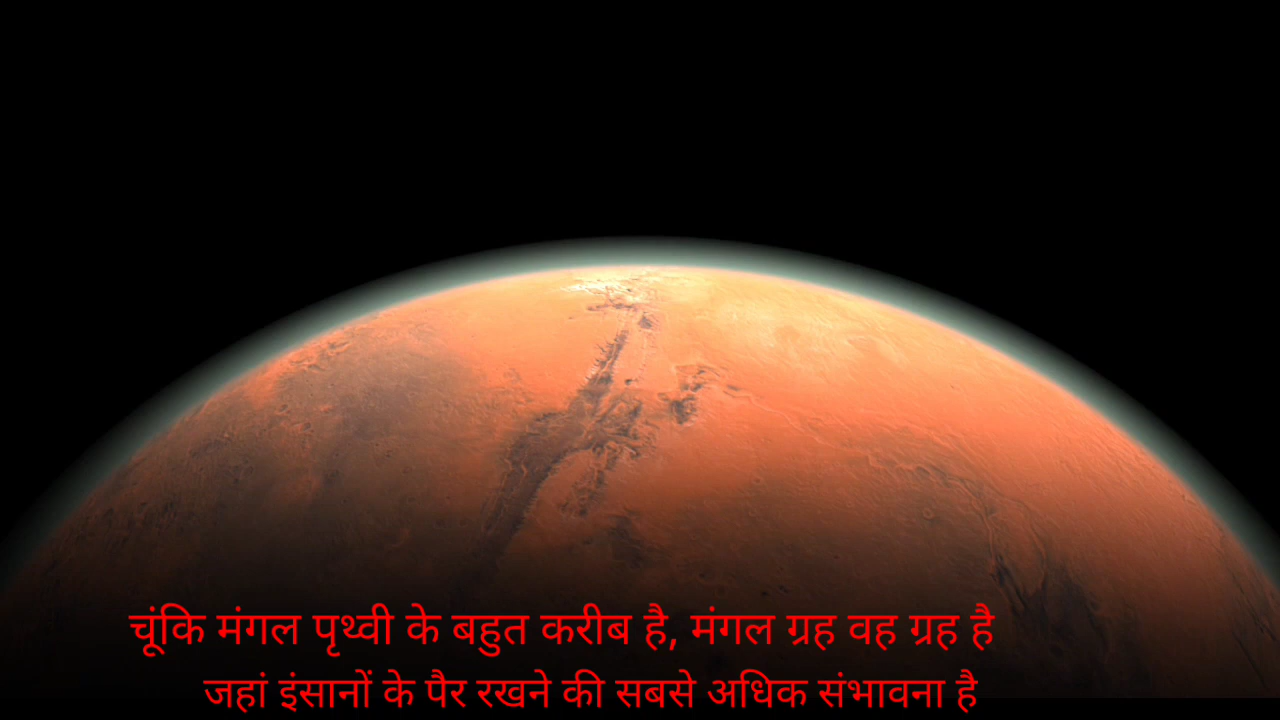 चूंकि मंगल पृथ्वी के बहुत करीब है, मंगल ग्रह वह ग्रह है
जहां इंसानों के पैर रखने की सबसे अधिक संभावना है